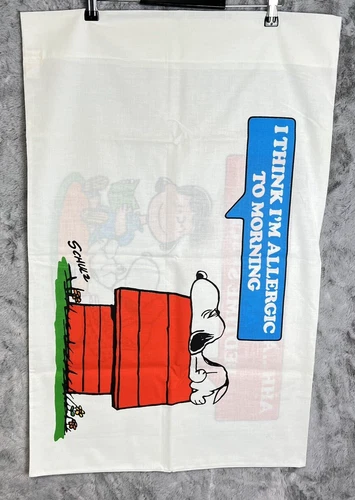 I THINK I'M ALLERGIC
TO MORNING
SCHULZ